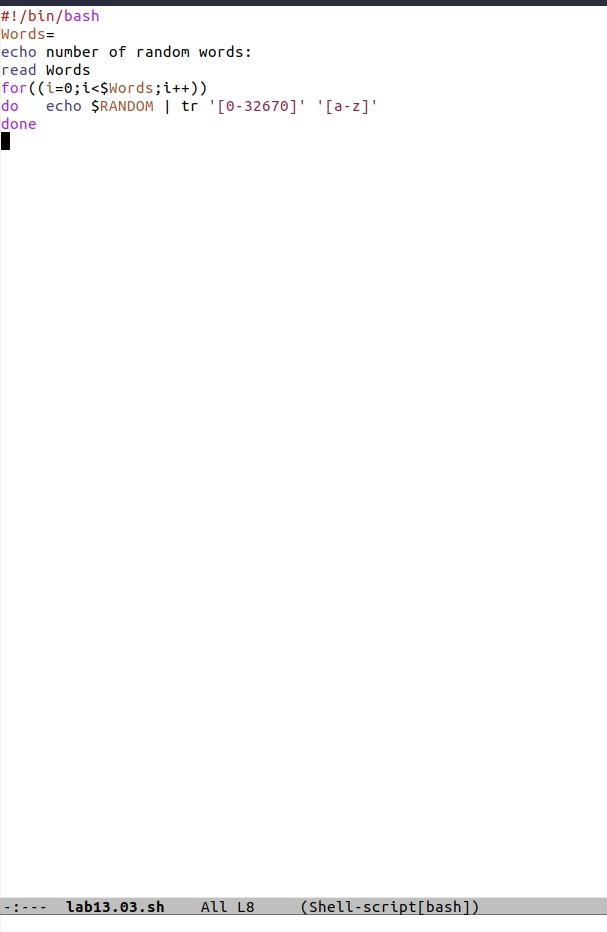 #!/bin/bash
Words=
echo number of random words:
read Words
for((i=0;i<$Words;i++))
do   echo $RANDOM | tr '[0-32670]' '[a-z]'
done
-:---  lab13.03.sh    All L8     (Shell-script[bash])